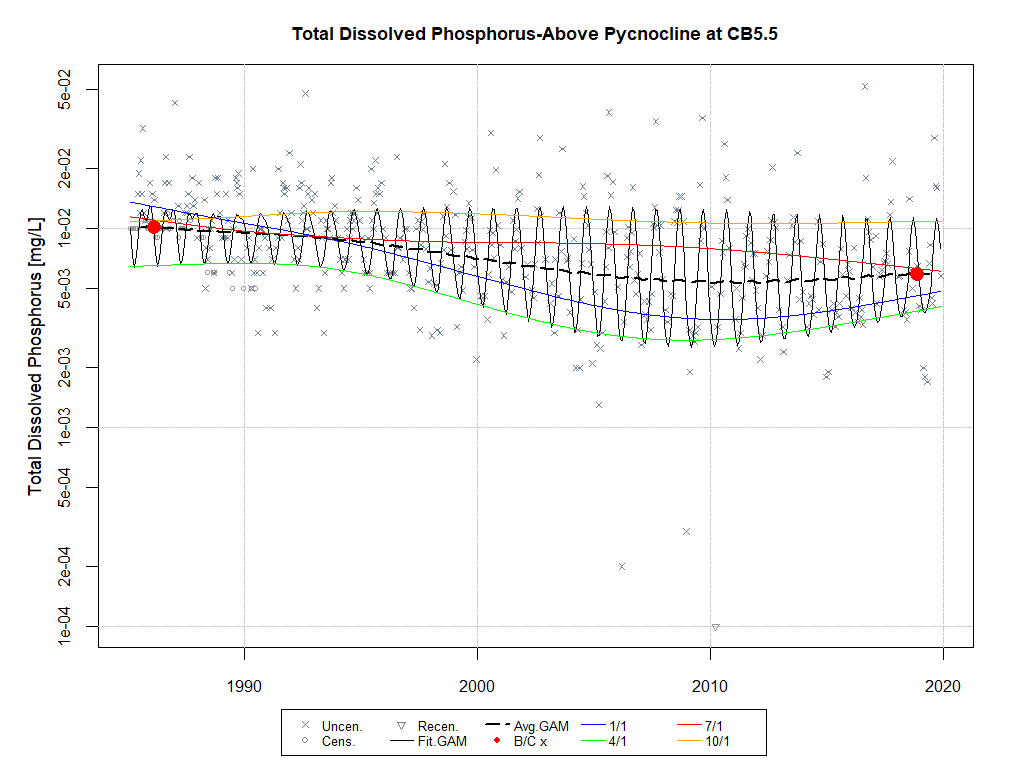 Total Dissolved Phosphorus-Above Pycnocline at CB5.5
Total Dissolved Phosphorus [mg/L]
5e-02
2e-02
1e-02
5e-03
2e-03
1e-03
5e-04
2e-04
1e-04
1990 2000 2010 2020
Uncen. Recen. Avg.GAM 1/1 7/1
Cens. Fit.GAM B/C x 4/1 10/1